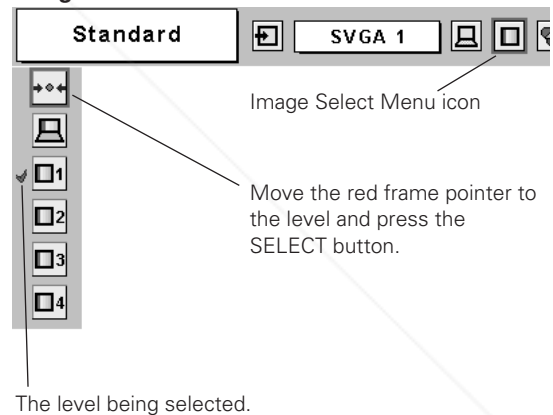 Standard
SVGA 1
Image Select Menu icon
Move the red frame pointer to
the level and press the
SELECT button.
1
2
3
4
The level being selected.